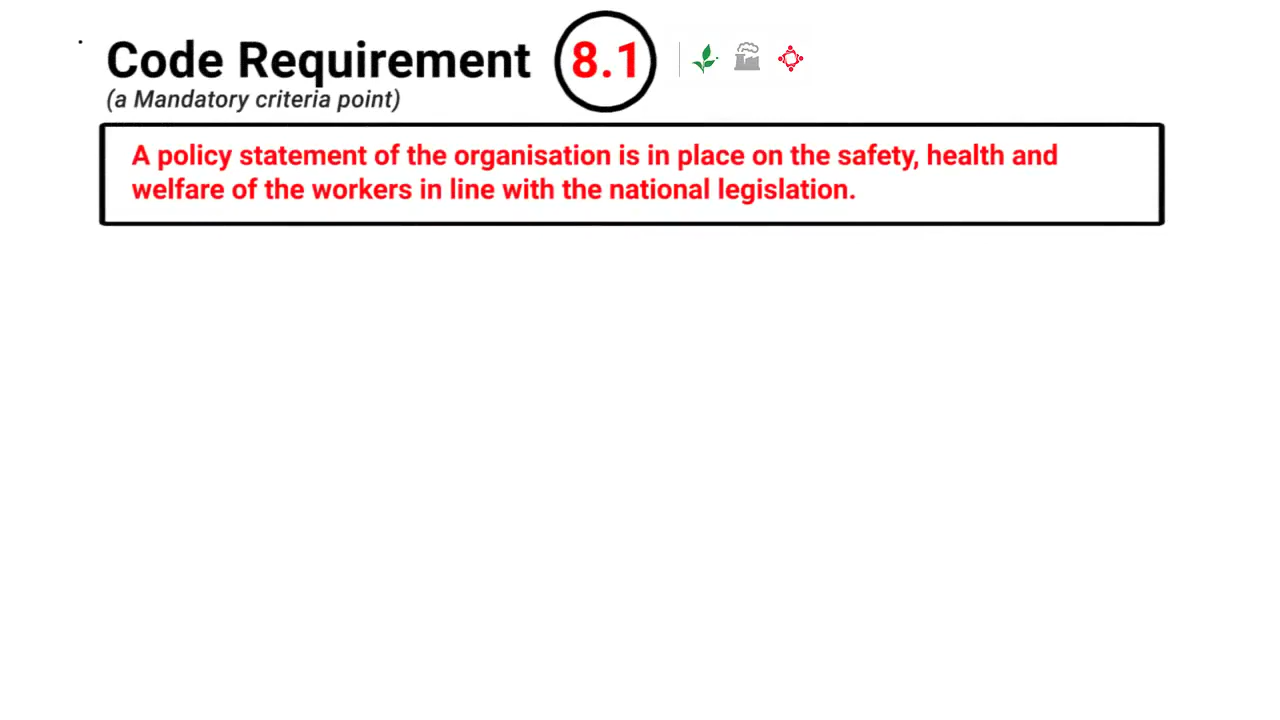 Code Requirement 8.1
(a Mandatory criteria point)
A policy statement of the organisation is in place on the safety, health and
welfare of the workers in line with the national legislation.